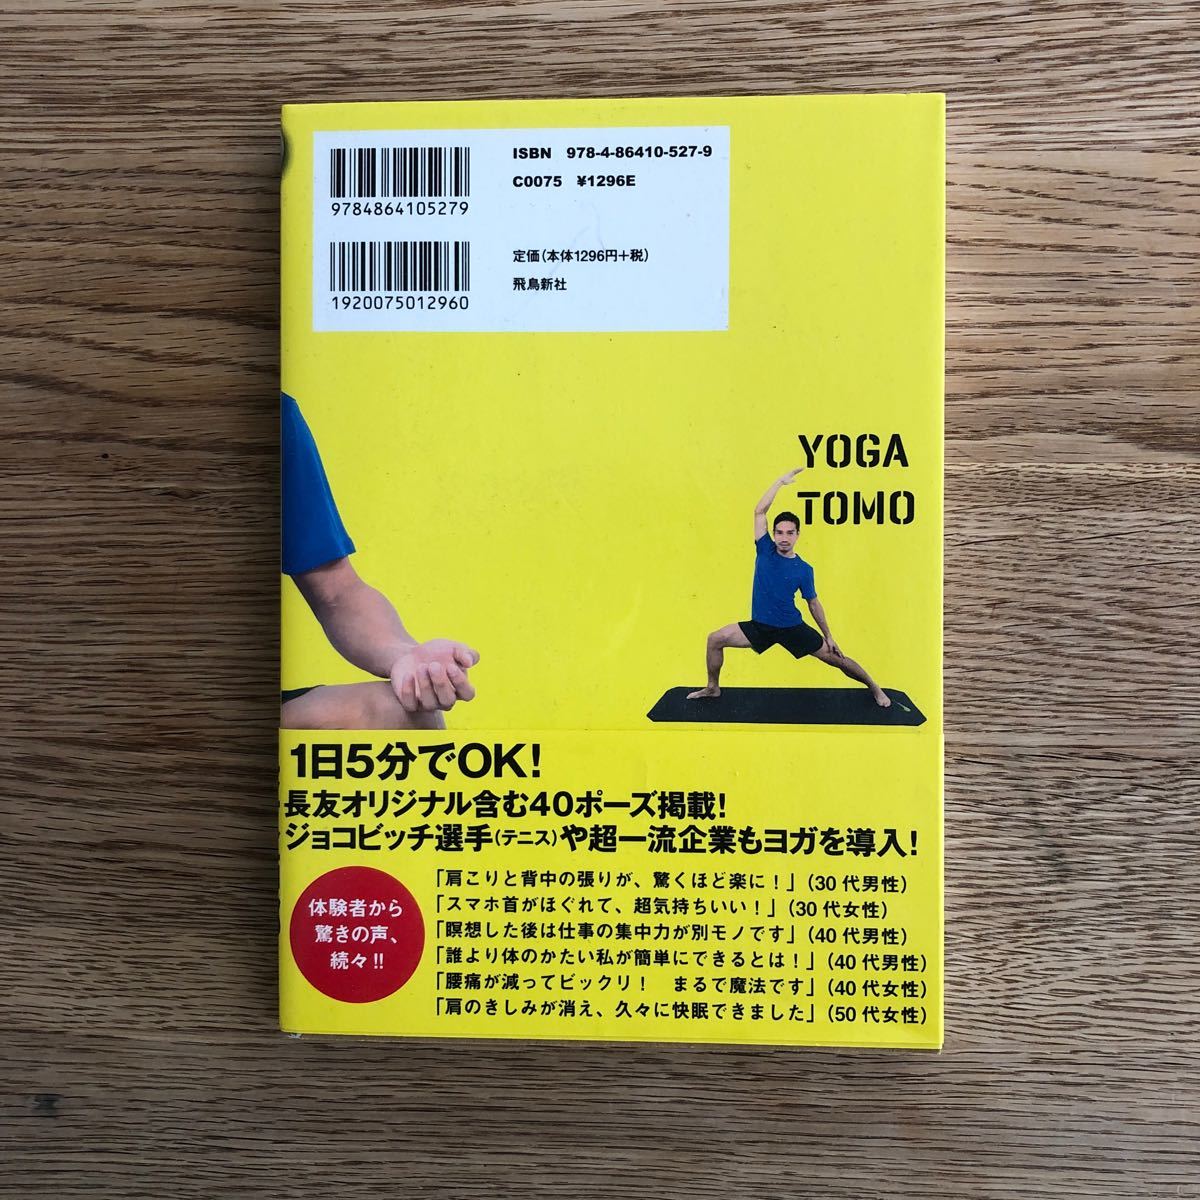 ISBN 978-4-86410-527-9
C0075 ¥1296E
9784864105279
定価(本体1296円+税)
飛鳥新社
1920075012960
YOGA
TOMO
1日5分でOK!
長友オリジナル含む40ポーズ掲載!
ジョコビッチ選手(テニス)や超一流企業もヨガを導入!
体験者から
驚きの声、
続々!!
「肩こりと背中の張りが、驚くほど楽に!」(30代男性)
「スマホ首がほぐれて、超気持ちいい!」(30代女性)
「瞑想した後は仕事の集中力が別モノです」(40代男性)
「誰より体のかたい私が簡単にできるとは!」(40代男性)
「腰痛が減ってビックリ! まるで魔法です」(40代女性)
「肩のきしみが消え、久々に快眠できました」(50代女性)